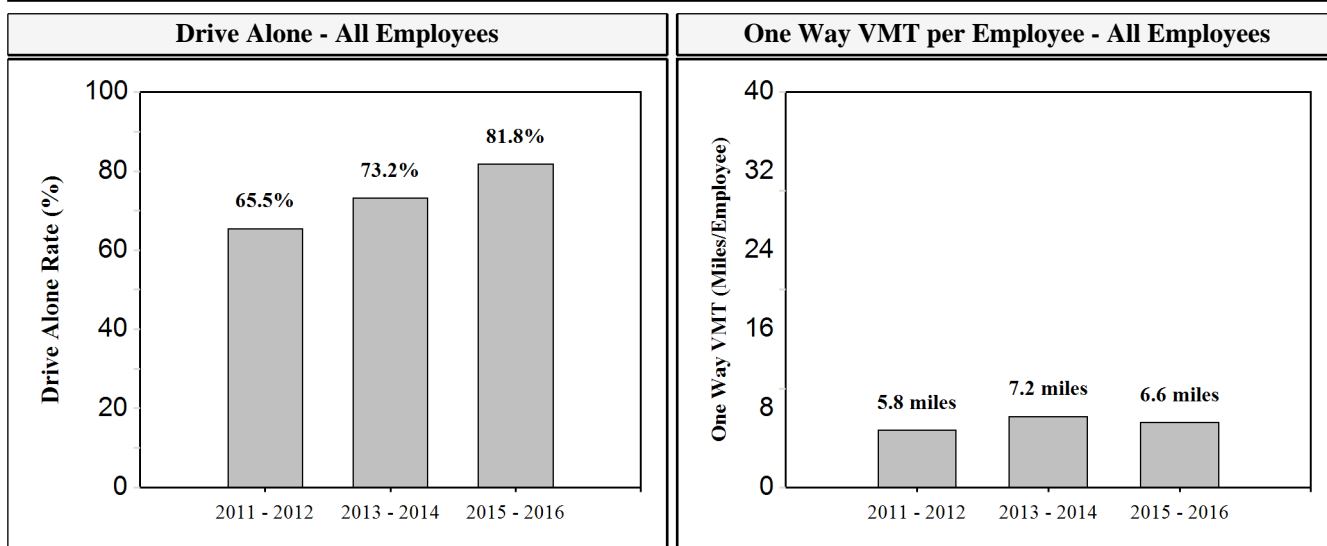 Drive Alone - All Employees
100
80
60
40
20
0
Drive Alone Rate (%)
65.5%
73.2%
81.8%
2011 - 2012
2013 - 2014
2015 - 2016
One Way VMT per Employee - All Employees
40
32
24
16
8
0
One Way VMT (Miles/Employee)
5.8 miles
7.2 miles
6.6 miles
2011 - 2012
2013 - 2014
2015 - 2016